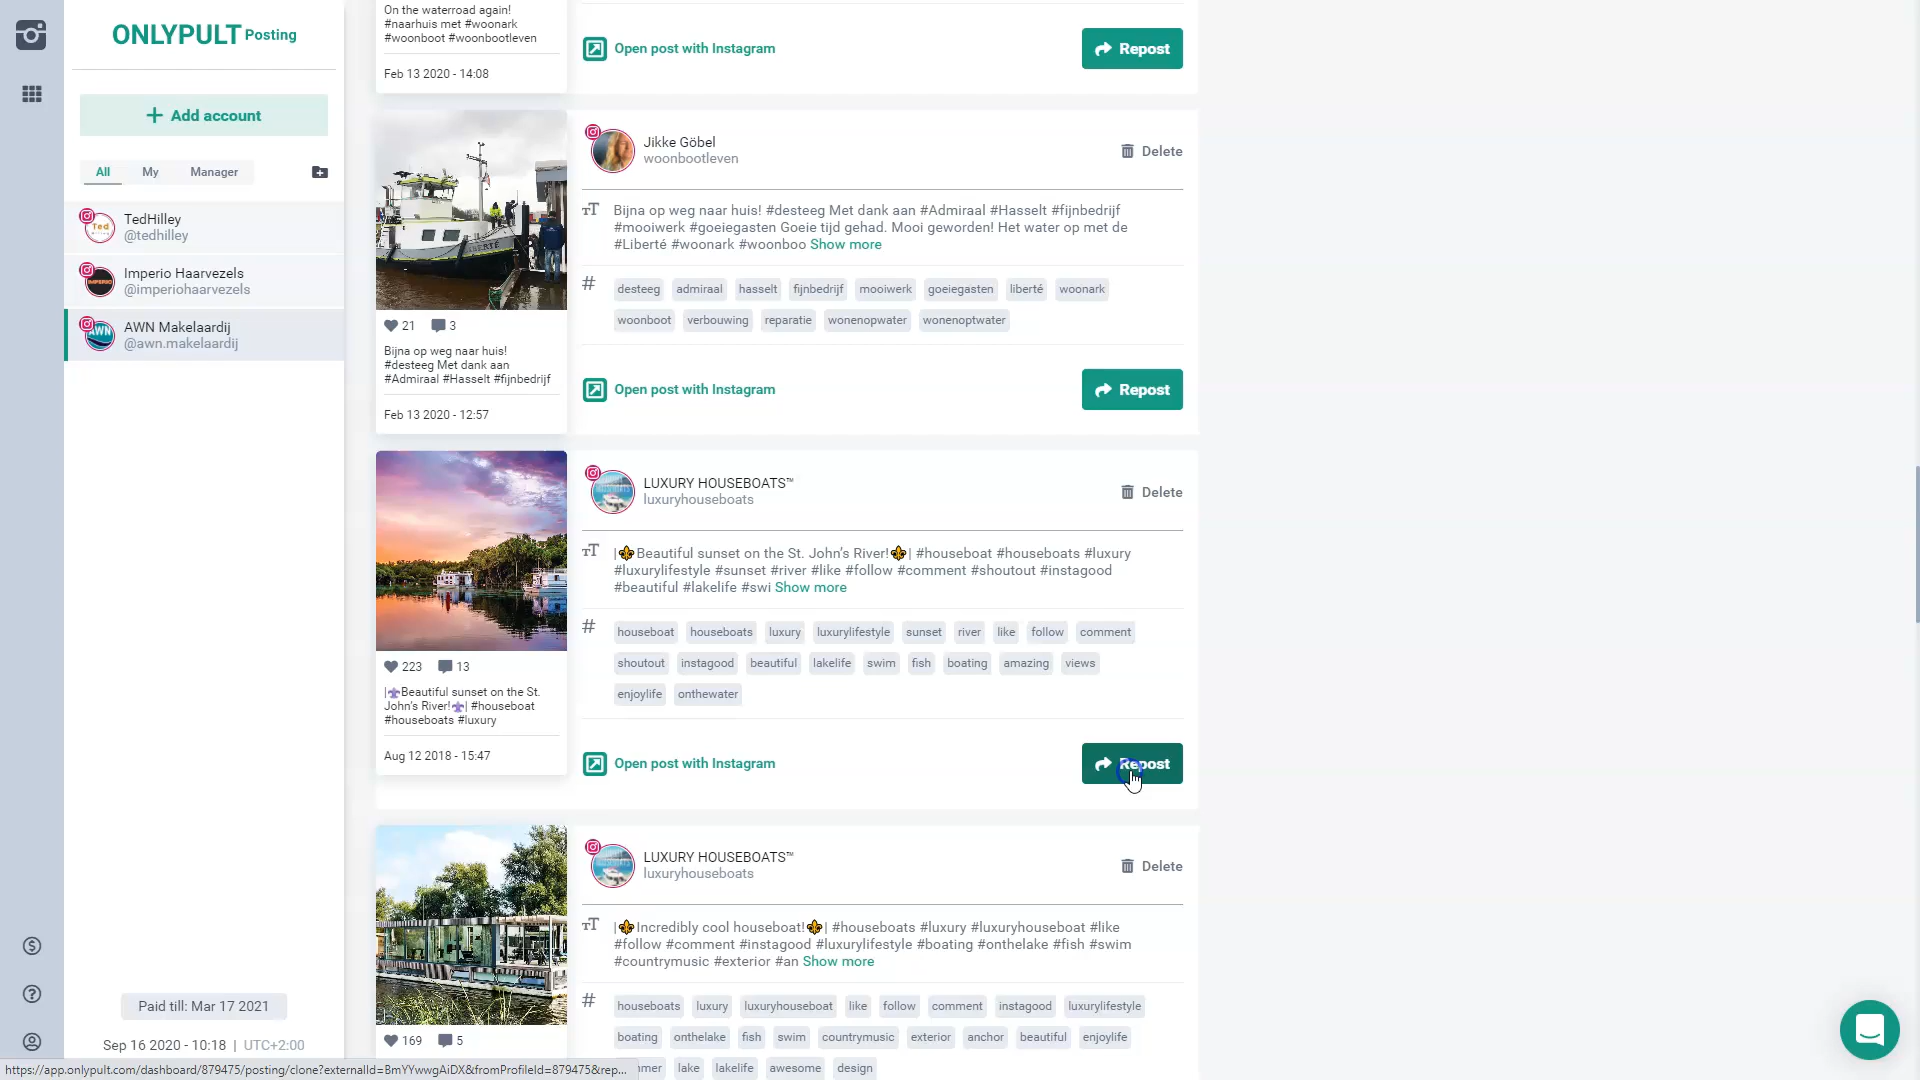 ONLYPULT Posting
+ Add account
All My Manager
TedHilley
@tedhilley
Imperio Haarvezels
@imperiohaarvezels
AWN Makelaardij
@awn.makelaardij
Paid till: Mar 17 2021
Sep 16 2020 - 10:18 | UTC+2:00
On the waterroad again!
#naarhuis met #woonark
#woonboot #woonbootleven
Feb 13 2020 - 14:08
Open post with Instagram
Repost
Jikke Göbel
woonbootleven
Delete
Bijna op weg naar huis! #desteeg Met dank aan #Admiraal #Hasselt #fijnbedrijf
#mooiwerk #goeiegasten Goeie tijd gehad. Mooi geworden! Het water op met de
#Liberté #woonark #woonboo Show more
# desteeg admiraal hasselt fijnbedrijf mooiwerk goeiegasten liberté woonark
woonboot verbouwing reparatie wonenopwater wonenoptwater
21 3
Bijna op weg naar huis!
#desteeg Met dank aan
#Admiraal #Hasselt #fijnbedrijf
Feb 13 2020 - 12:57
Open post with Instagram
Repost
LUXURY HOUSEBOATS™
luxuryhouseboats
Delete
|⚜Beautiful sunset on the St. John’s River!⚜| #houseboat #houseboats #luxury
#luxurylifestyle #sunset #river #like #follow #comment #shoutout #instagood
#beautiful #lakelife #swi Show more
# houseboat houseboats luxury luxurylifestyle sunset river like follow comment
shoutout instagood beautiful lakelife swim fish boating amazing views
enjoylife onthewater
223 13
|⚜Beautiful sunset on the St.
John’s River!⚜| #houseboat
#houseboats #luxury
Aug 12 2018 - 15:47
Open post with Instagram
Repost
LUXURY HOUSEBOATS™
luxuryhouseboats
Delete
|⚜Incredibly cool houseboat!⚜| #houseboats #luxury #luxuryhouseboat #like
#follow #comment #instagood #luxurylifestyle #boating #onthelake #fish #swim
#countrymusic #exterior #an Show more
# houseboats luxury luxuryhouseboat like follow comment instagood luxurylifestyle
boating onthelake fish swim countrymusic exterior anchor beautiful enjoylife
lake lakelife awesome design
169 5
https://app.onlypult.com/dashboard/879475/posting/clone?externalId=BmYYwwgAiDX&fromProfileId=879475&rep...